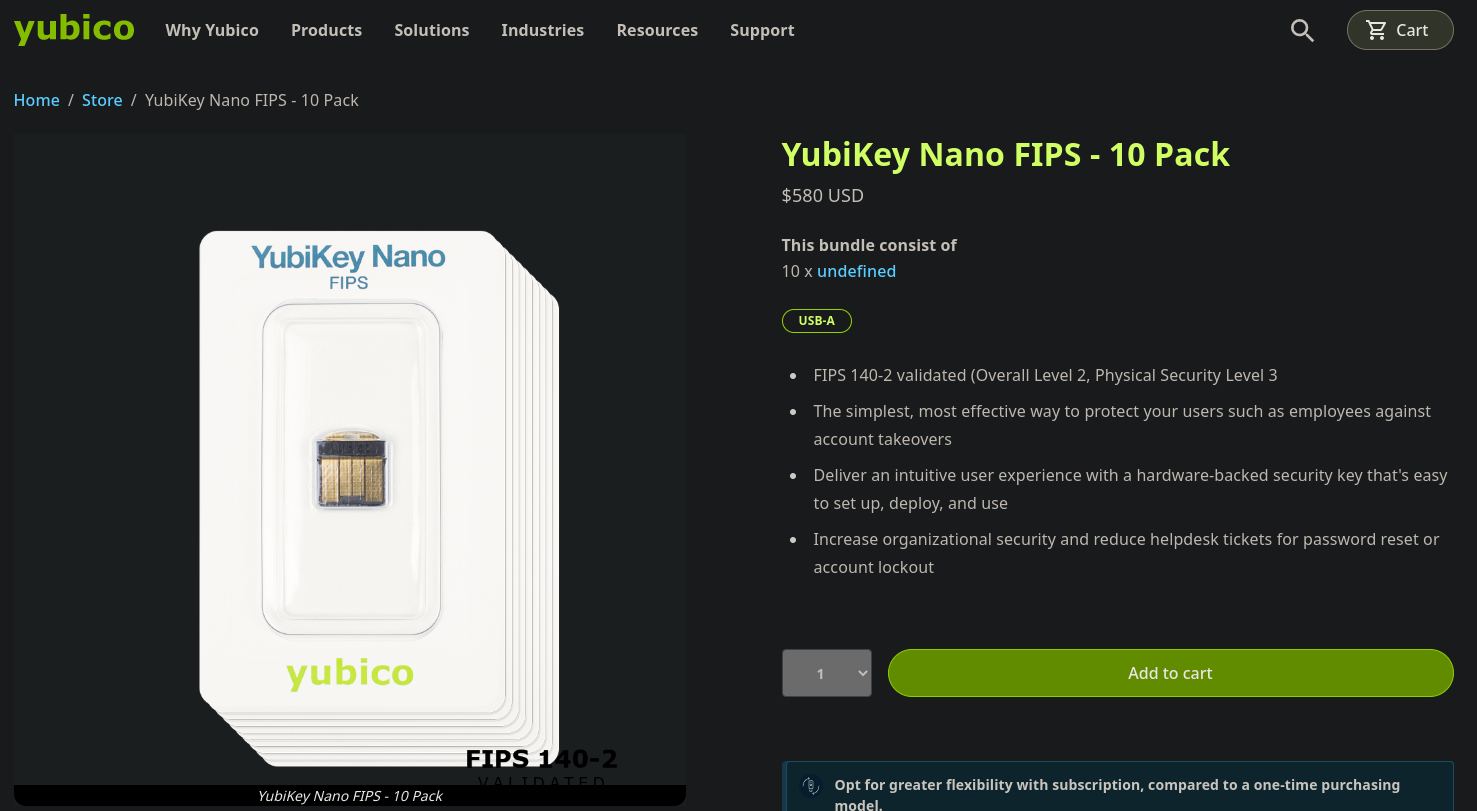 yubico
Why Yubico
Products
Solutions
Industries
Resources
Support
Cart
Home / Store / YubiKey Nano FIPS - 10 Pack
YubiKey Nano
FIPS
yubico
FIPS 140-2
VALIDATED
YubiKey Nano FIPS - 10 Pack
YubiKey Nano FIPS - 10 Pack
$580 USD
This bundle consist of
10 x undefined
USB-A
FIPS 140-2 validated (Overall Level 2, Physical Security Level 3
The simplest, most effective way to protect your users such as employees against
account takeovers
Deliver an intuitive user experience with a hardware-backed security key that's easy
to set up, deploy, and use
Increase organizational security and reduce helpdesk tickets for password reset or
account lockout
1
Add to cart
Opt for greater flexibility with subscription, compared to a one-time purchasing
model.